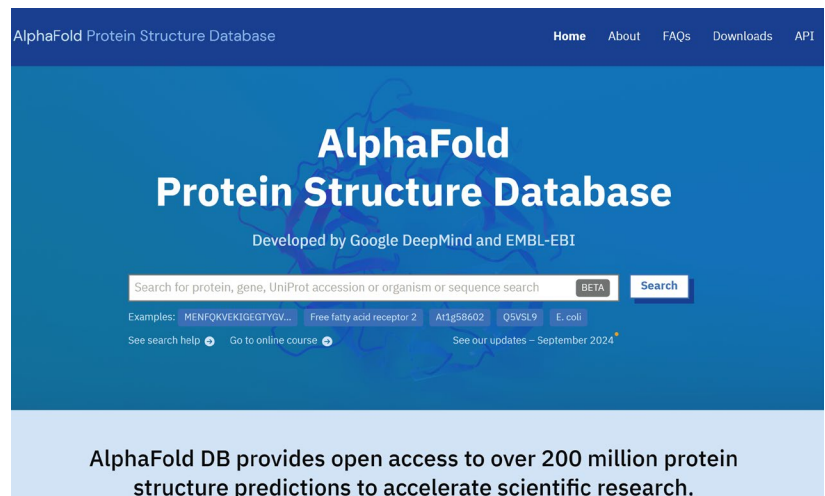 AlphaFold Protein Structure Database
Home About FAQs Downloads API
AlphaFold
Protein Structure Database
Developed by Google DeepMind and EMBL-EBI
Search for protein, gene, UniProt accession or organism or sequence search BETA Search
Examples: MENFQKVEKIGEGTYGV... Free fatty acid receptor 2 At1g58602 Q5VSL9 E. coli
See search help Go to online course See our updates – September 2024
AlphaFold DB provides open access to over 200 million protein
structure predictions to accelerate scientific research.